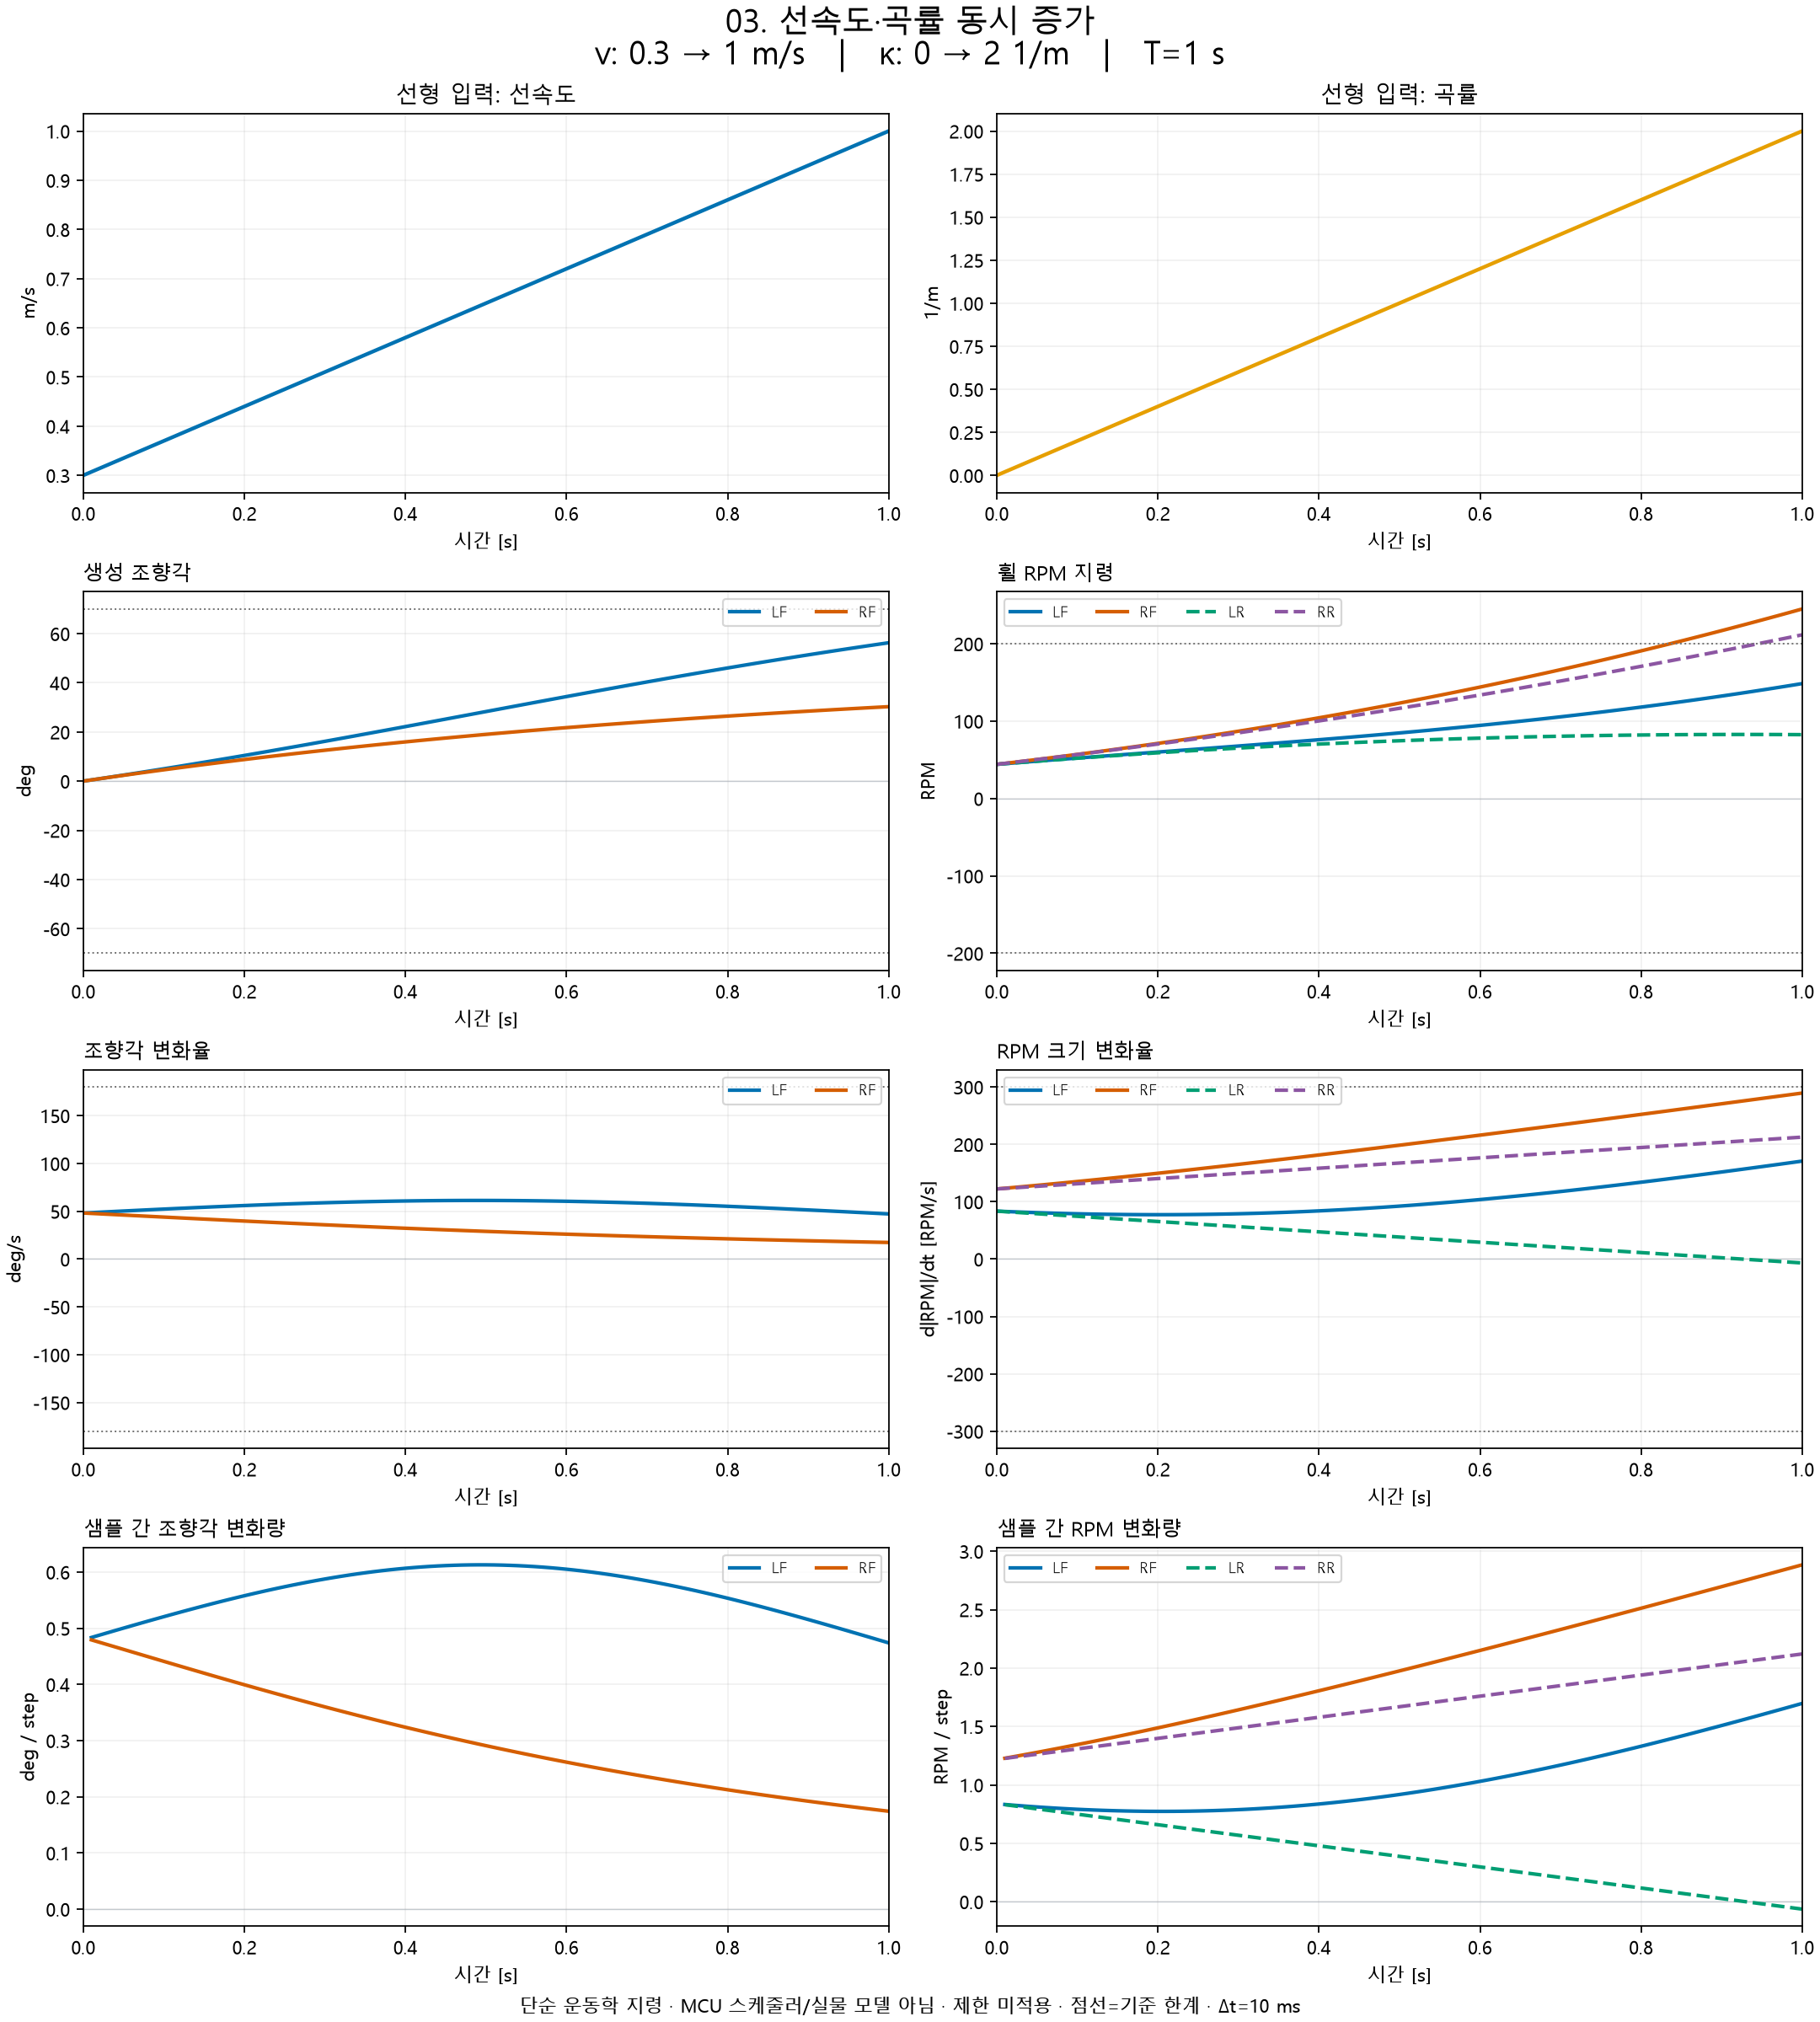 03. 선속도·곡률 동시 증가
v: 0.3 → 1 m/s | κ: 0 → 2 1/m | T=1 s
선형 입력: 선속도
1.0
0.9
0.8
0.7
0.6
0.5
0.4
0.3
m/s
0.0 0.2 0.4 0.6 0.8 1.0
시간 [s]
선형 입력: 곡률
2.00
1.75
1.50
1.25
1.00
0.75
0.50
0.25
0.00
1/m
0.0 0.2 0.4 0.6 0.8 1.0
시간 [s]
생성 조향각
LF RF
60
40
20
0
-20
-40
-60
deg
0.0 0.2 0.4 0.6 0.8 1.0
시간 [s]
휠 RPM 지령
LF RF LR RR
200
100
0
-100
-200
RPM
0.0 0.2 0.4 0.6 0.8 1.0
시간 [s]
조향각 변화율
LF RF
150
100
50
0
-50
-100
-150
deg/s
0.0 0.2 0.4 0.6 0.8 1.0
시간 [s]
RPM 크기 변화율
LF RF LR RR
300
200
100
0
-100
-200
-300
d|RPM|/dt [RPM/s]
0.0 0.2 0.4 0.6 0.8 1.0
시간 [s]
샘플 간 조향각 변화량
LF RF
0.6
0.5
0.4
0.3
0.2
0.1
0.0
deg / step
0.0 0.2 0.4 0.6 0.8 1.0
시간 [s]
샘플 간 RPM 변화량
LF RF LR RR
3.0
2.5
2.0
1.5
1.0
0.5
0.0
RPM / step
0.0 0.2 0.4 0.6 0.8 1.0
시간 [s]
단순 운동학 지령 · MCU 스케줄러/실물 모델 아님 · 제한 미적용 · 점선=기준 한계 · Δt=10 ms